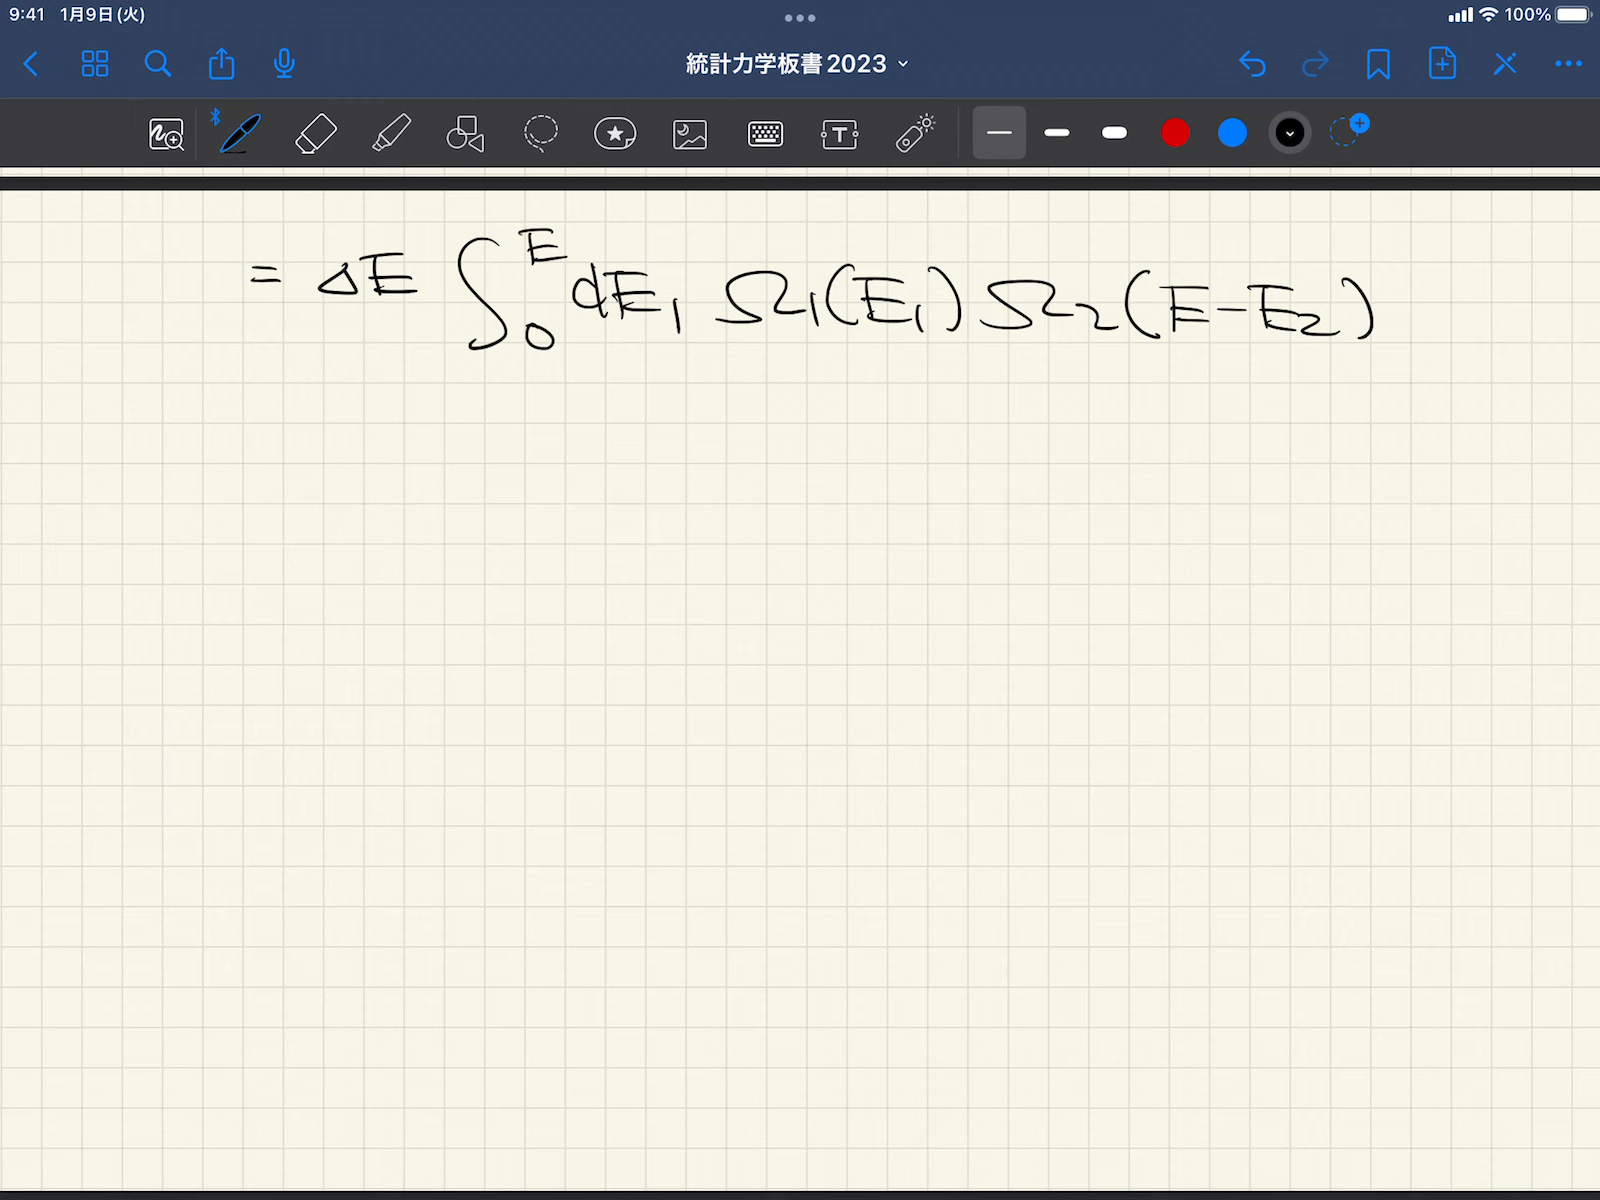 9:41 1月9日(火) 100%
統計力学板書2023
T
= ΔE ∫₀ᴱ dE₁ Ω₁(E₁) Ω₂(E-E₂)